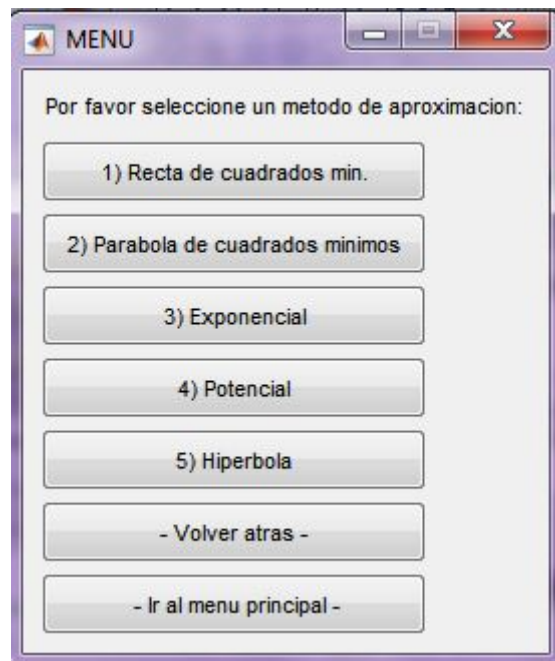 MENU
Por favor seleccione un metodo de aproximacion:
1) Recta de cuadrados min.
2) Parabola de cuadrados minimos
3) Exponencial
4) Potencial
5) Hiperbola
- Volver atras -
- Ir al menu principal -